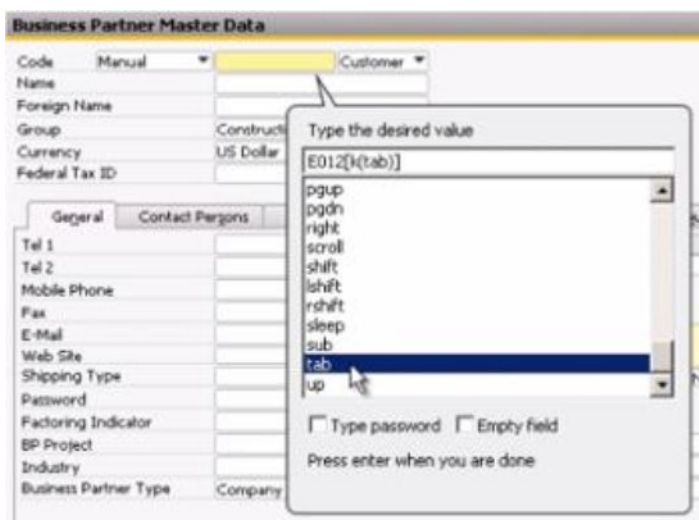 Business Partner Master Data
Code Manual Customer
Name
Foreign Name
Group Constructi
Currency US Dollar
Federal Tax ID
General Contact Persons
Tel 1
Tel 2
Mobile Phone
Fax
E-Mail
Web Site
Shipping Type
Password
Factoring Indicator
BP Project
Industry
Business Partner Type Company
Type the desired value
E012[k(tab)]
pgup
pgdn
right
scroll
shift
lshift
rshift
sleep
sub
tab
up
Type password Empty field
Press enter when you are done